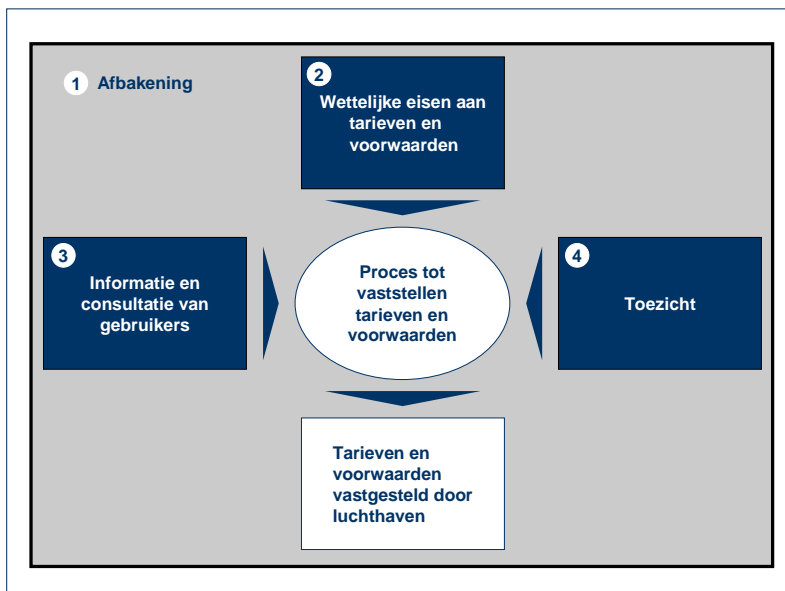 1 Afbakening
2
Wettelijke eisen aan
tarieven en
voorwaarden
3
Informatie en
consultatie van
gebruikers
Proces tot
vaststellen
tarieven en
voorwaarden
4
Toezicht
Tarieven en
voorwaarden
vastgesteld door
luchthaven